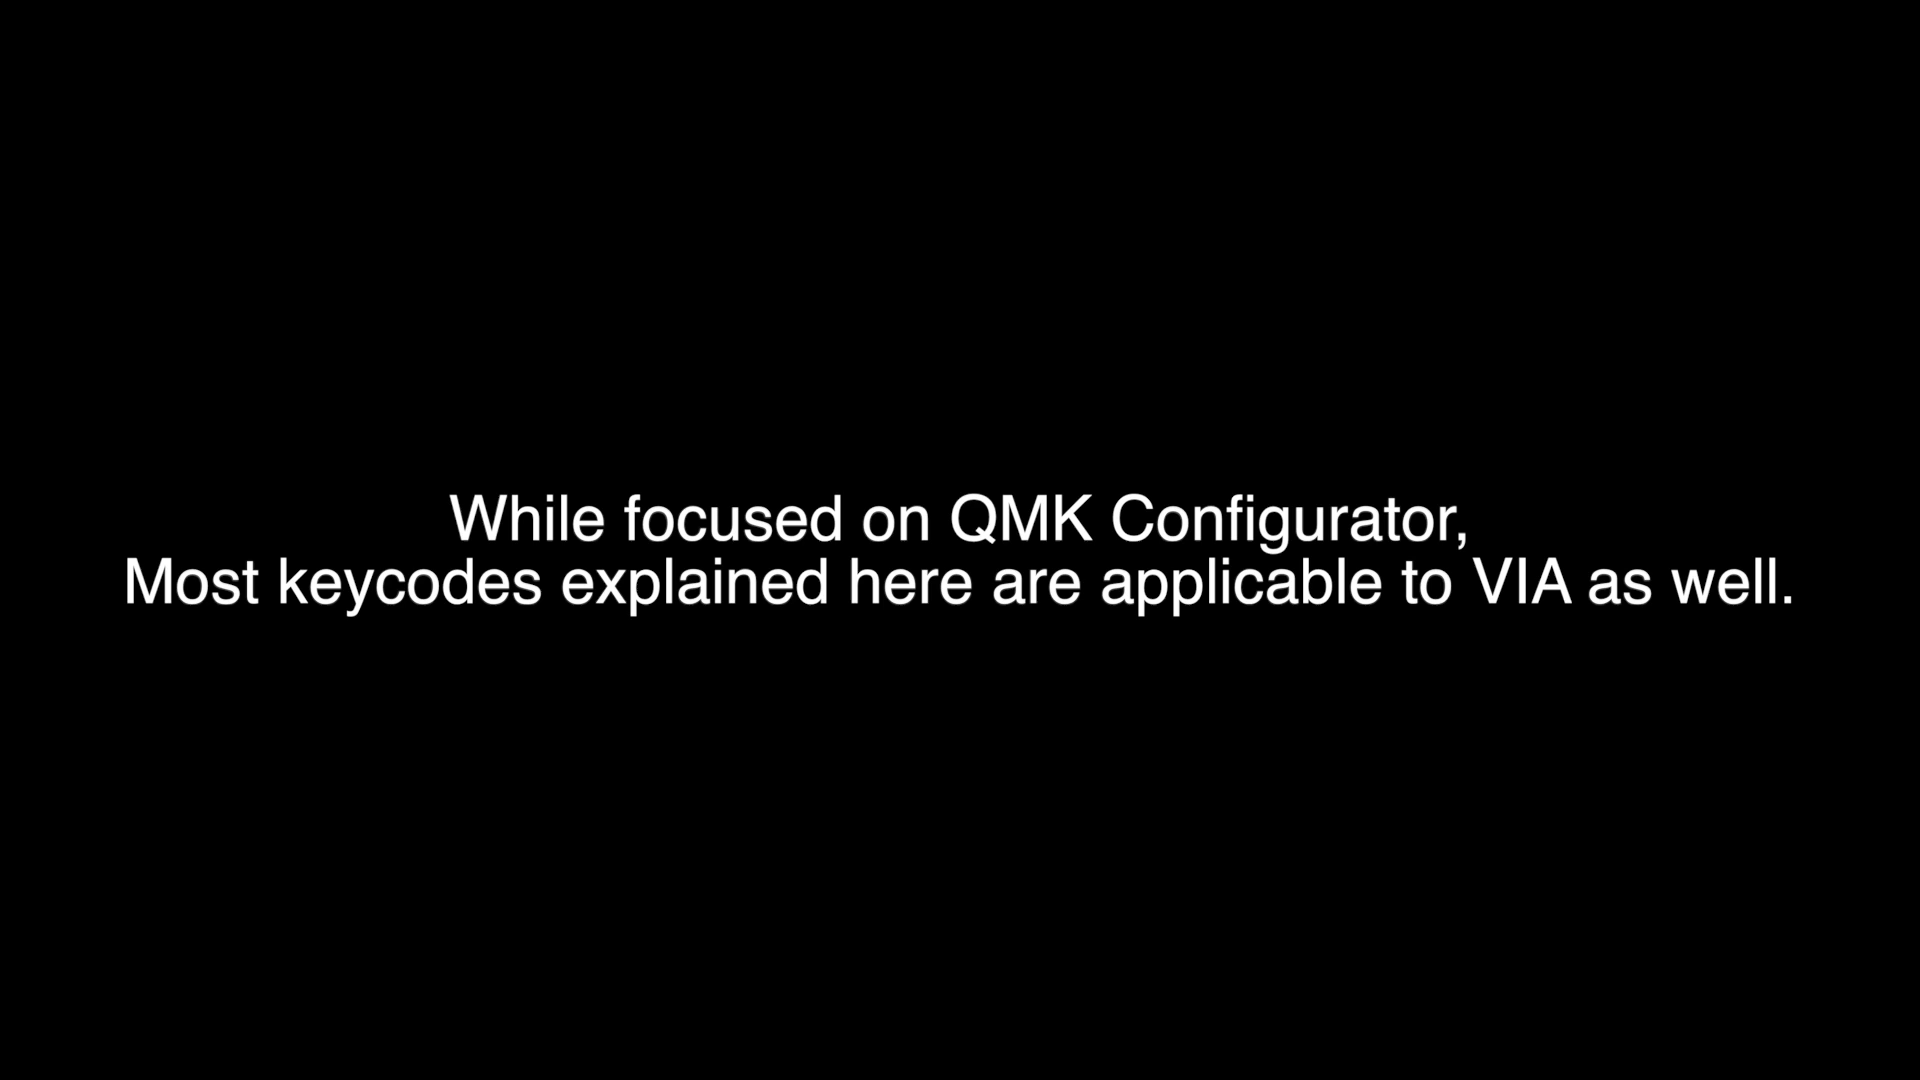 While focused on QMK Configurator,
Most keycodes explained here are applicable to VIA as well.